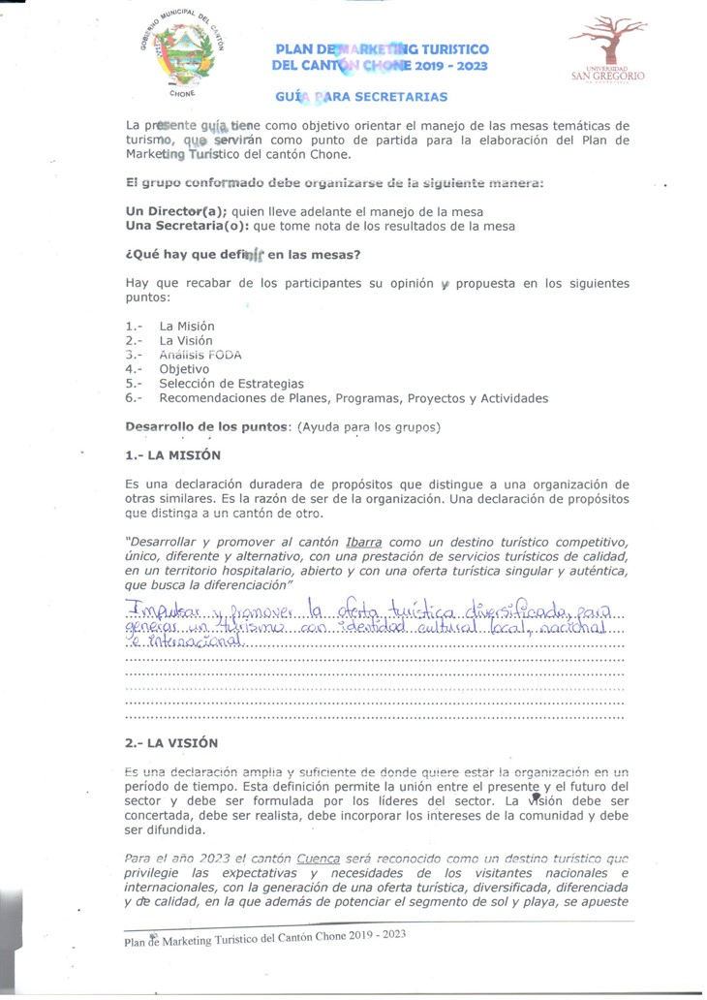 GOBIERNO MUNICIPAL DEL CANTÓN
CHONE
PLAN DE MARKETING TURISTICO
DEL CANTÓN CHONE 2019 - 2023
UNIVERSIDAD
SAN GREGORIO
GUÍA PARA SECRETARIAS
La presente guía tiene como objetivo orientar el manejo de las mesas temáticas de
turismo, que servirán como punto de partida para la elaboración del Plan de
Marketing Turístico del cantón Chone.
El grupo conformado debe organizarse de la siguiente manera:
Un Director(a); quien lleve adelante el manejo de la mesa
Una Secretaria(o): que tome nota de los resultados de la mesa
¿Qué hay que definir en las mesas?
Hay que recabar de los participantes su opinión y propuesta en los siguientes
puntos:
1.- La Misión
2.- La Visión
3.- Análisis FODA
4.- Objetivo
5.- Selección de Estrategias
6.- Recomendaciones de Planes, Programas, Proyectos y Actividades
Desarrollo de los puntos: (Ayuda para los grupos)
1.- LA MISIÓN
Es una declaración duradera de propósitos que distingue a una organización de
otras similares. Es la razón de ser de la organización. Una declaración de propósitos
que distinga a un cantón de otro.
"Desarrollar y promover al cantón Ibarra como un destino turístico competitivo,
único, diferente y alternativo, con una prestación de servicios turísticos de calidad,
en un territorio hospitalario, abierto y con una oferta turística singular y auténtica,
que busca la diferenciación"
Impulsar y promover la oferta turística diversificada, para
generar un turismo con identidad cultural local, nacional
e internacional.
2.- LA VISIÓN
Es una declaración amplia y suficiente de donde quiere estar la organización en un
período de tiempo. Esta definición permite la unión entre el presente y el futuro del
sector y debe ser formulada por los líderes del sector. La visión debe ser
concertada, debe ser realista, debe incorporar los intereses de la comunidad y debe
ser difundida.
Para el año 2023 el cantón Cuenca será reconocido como un destino turístico que
privilegie las expectativas y necesidades de los visitantes nacionales e
internacionales, con la generación de una oferta turística, diversificada, diferenciada
y de calidad, en la que además de potenciar el segmento de sol y playa, se apueste
Plan de Marketing Turístico del Cantón Chone 2019 - 2023